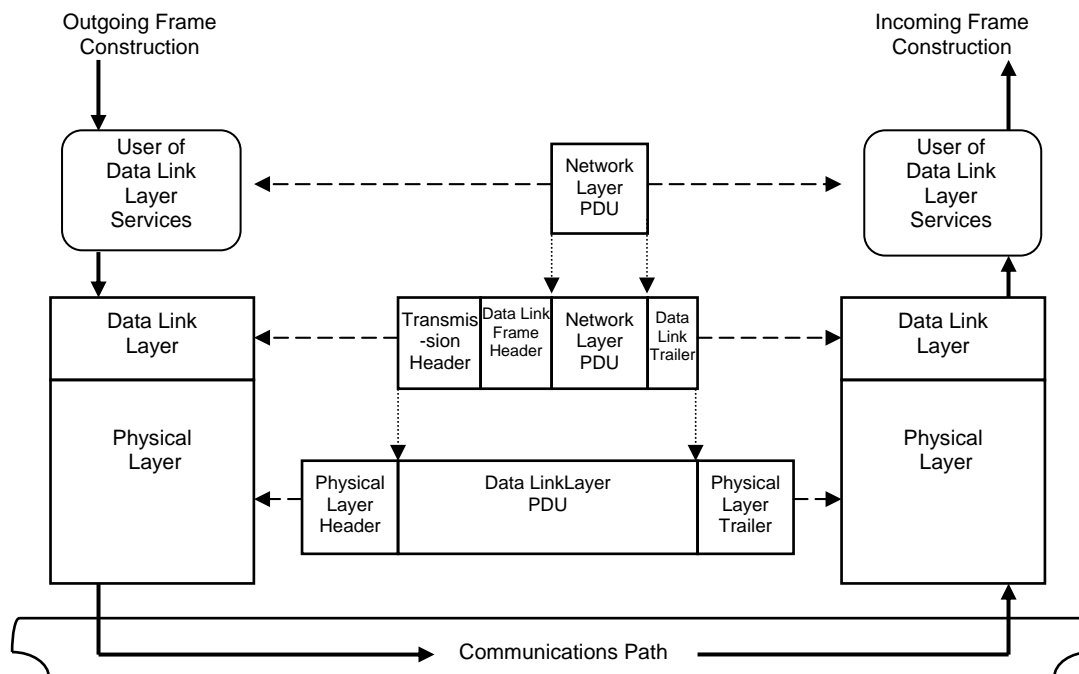 Outgoing Frame
Construction
Incoming Frame
Construction
User of
Data Link
Layer
Services
Network
Layer
PDU
User of
Data Link
Layer
Services
Data Link
Layer
Transmis
-sion
Header
Data Link
Frame
Header
Network
Layer
PDU
Data
Link
Trailer
Data Link
Layer
Physical
Layer
Physical
Layer
Header
Data LinkLayer
PDU
Physical
Layer
Trailer
Physical
Layer
Communications Path